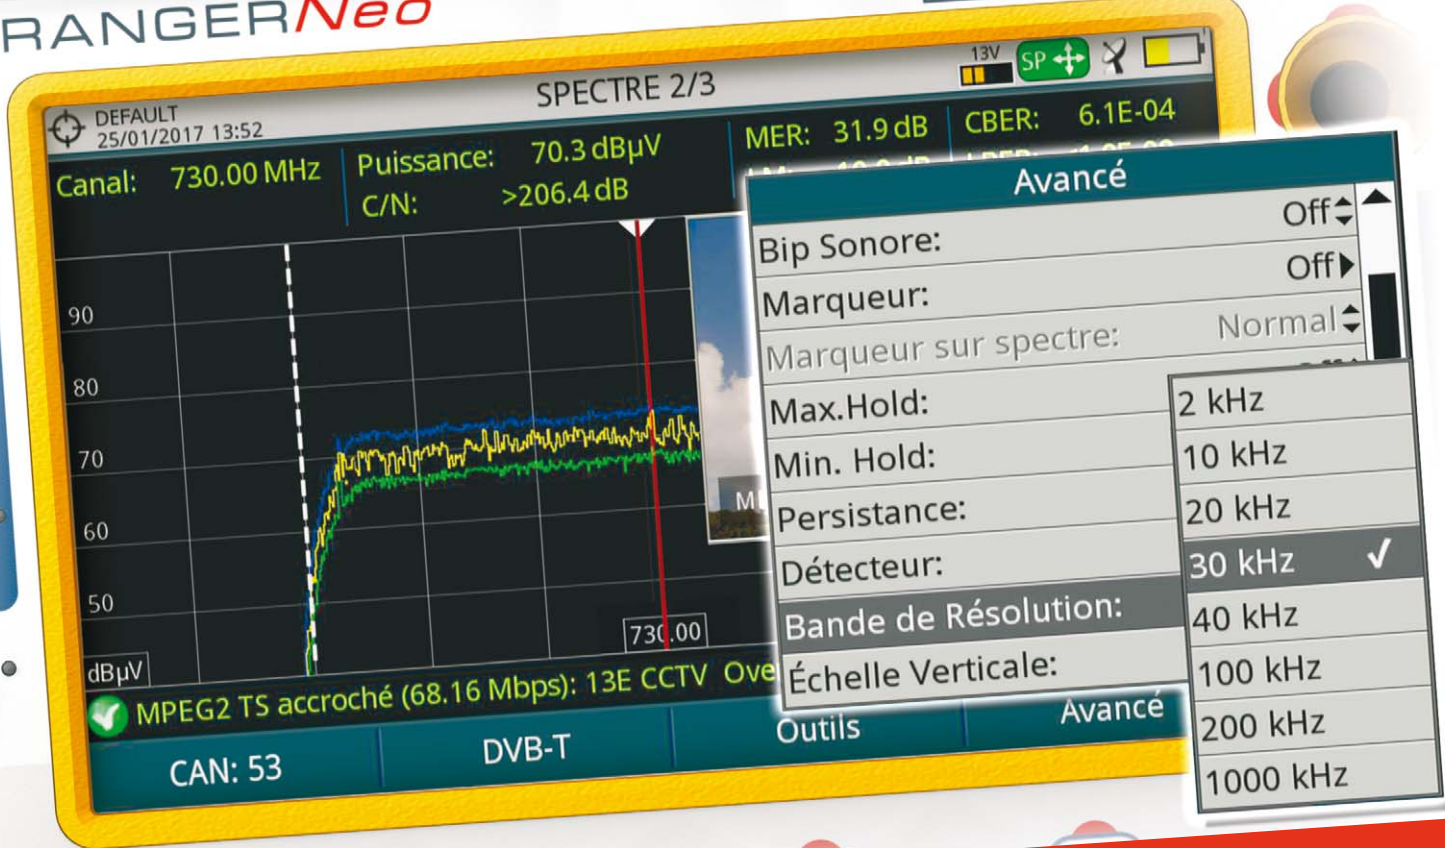 RANGERNeo
DEFAULT
25/01/2017 13:52
SPECTRE 2/3
13V
SP
Canal: 730.00 MHz
Puissance: 70.3 dBµV
C/N: >206.4 dB
MER: 31.9 dB
CBER: 6.1E-04
90
80
70
60
50
dBµV
730.00
MPEG2 TS accroché (68.16 Mbps): 13E CCTV Ove
CAN: 53
DVB-T
Outils
Avancé
Avancé
Bip Sonore: Off
Marqueur: Off
Marqueur sur spectre: Normal
Max.Hold:
Min. Hold:
Persistance:
Détecteur:
Bande de Résolution:
Échelle Verticale:
2 kHz
10 kHz
20 kHz
30 kHz
40 kHz
100 kHz
200 kHz
1000 kHz